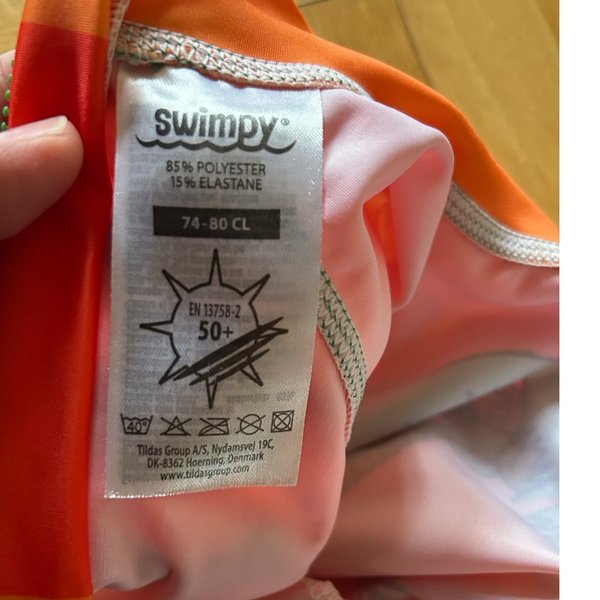 swimpy®
85% POLYESTER
15% ELASTANE
74-80 CL
EN 13758-2
50+
40°
Tildas Group A/S, Nydamsvej 19C,
DK-8362 Hoerning, Denmark
www.tildasgroup.com